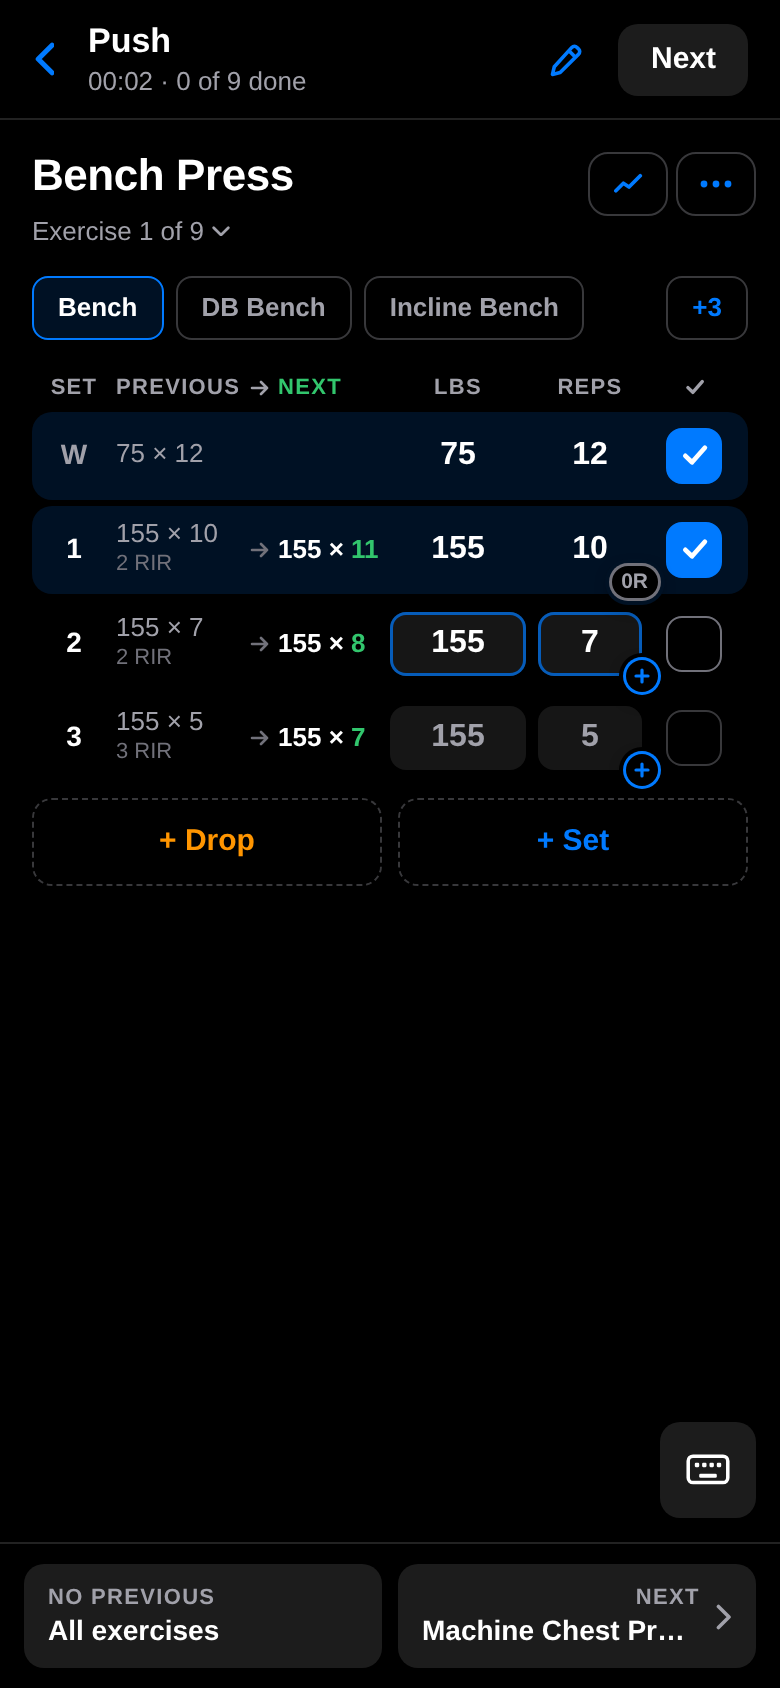 Push
00:02 · 0 of 9 done
Next
Bench Press
Exercise 1 of 9
Bench DB Bench Incline Bench +3
SET PREVIOUS → NEXT LBS REPS ✓
W 75 × 12 75 12
1 155 × 10 → 155 × 11 155 10
2 RIR
0R
2 155 × 7 → 155 × 8 155 7
2 RIR
+
3 155 × 5 → 155 × 7 155 5
3 RIR
+
+ Drop + Set
NO PREVIOUS
All exercises
NEXT
Machine Chest Pr...